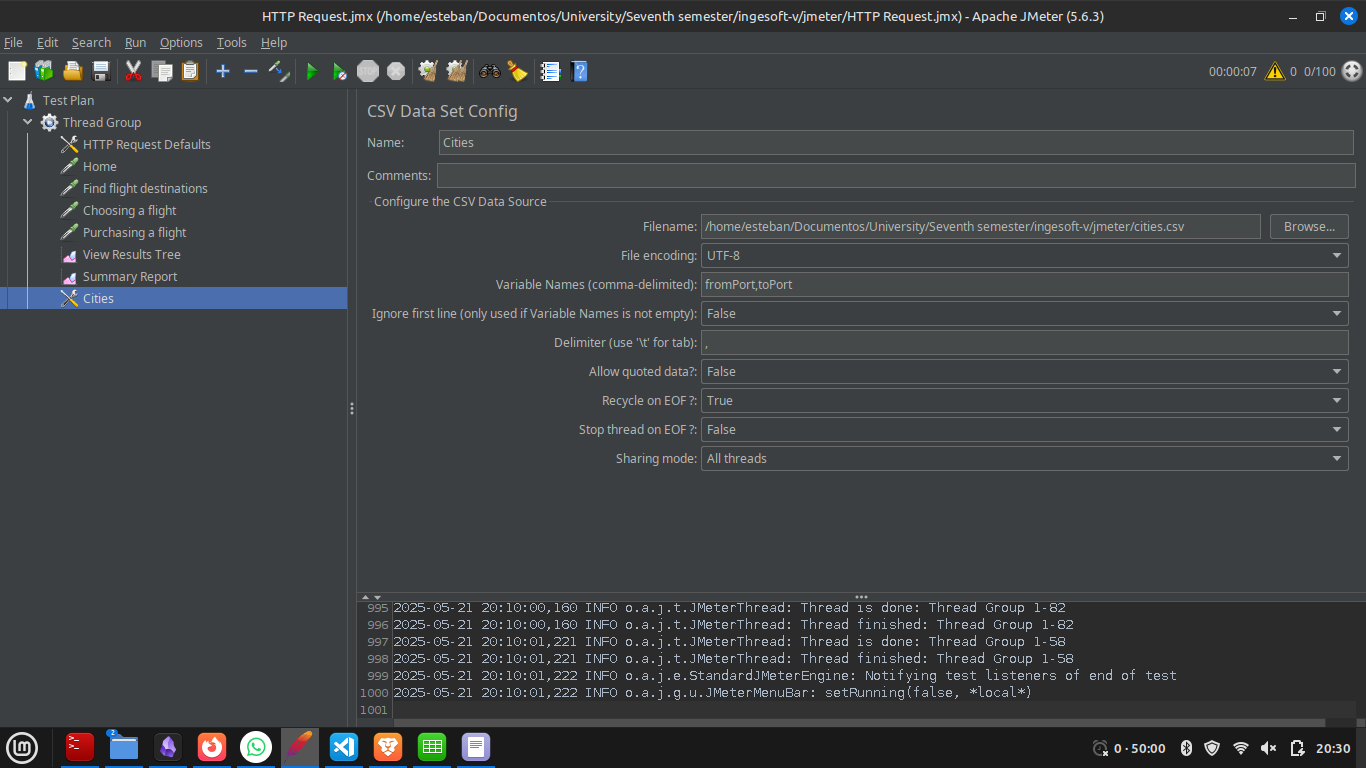 HTTP Request.jmx (/home/esteban/Documentos/University/Seventh semester/ingesoft-v/jmeter/HTTP Request.jmx) - Apache JMeter (5.6.3)
File Edit Search Run Options Tools Help
00:00:07 0 0/100
Test Plan
Thread Group
HTTP Request Defaults
Home
Find flight destinations
Choosing a flight
Purchasing a flight
View Results Tree
Summary Report
Cities
CSV Data Set Config
Name: Cities
Comments:
Configure the CSV Data Source
Filename: /home/esteban/Documentos/University/Seventh semester/ingesoft-v/jmeter/cities.csv Browse...
File encoding: UTF-8
Variable Names (comma-delimited): fromPort,toPort
Ignore first line (only used if Variable Names is not empty): False
Delimiter (use '\t' for tab): ,
Allow quoted data?: False
Recycle on EOF ?: True
Stop thread on EOF ?: False
Sharing mode: All threads
995 2025-05-21 20:10:00,160 INFO o.a.j.t.JMeterThread: Thread is done: Thread Group 1-82
996 2025-05-21 20:10:00,160 INFO o.a.j.t.JMeterThread: Thread finished: Thread Group 1-82
997 2025-05-21 20:10:01,221 INFO o.a.j.t.JMeterThread: Thread is done: Thread Group 1-58
998 2025-05-21 20:10:01,221 INFO o.a.j.t.JMeterThread: Thread finished: Thread Group 1-58
999 2025-05-21 20:10:01,222 INFO o.a.j.e.StandardJMeterEngine: Notifying test listeners of end of test
1000 2025-05-21 20:10:01,222 INFO o.a.j.g.u.JMeterMenuBar: setRunning(false, *local*)
1001
2
0 · 50:00 20:30